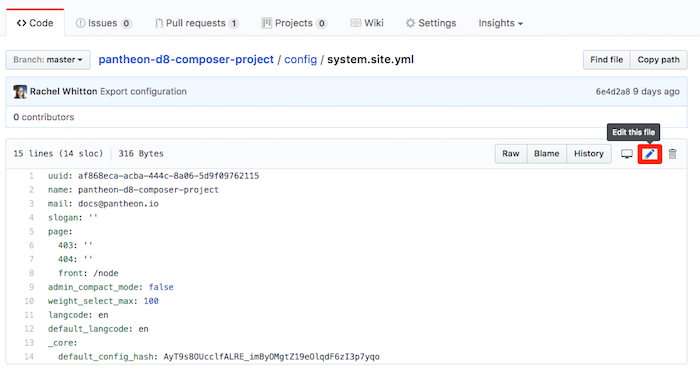 Code Issues 0 Pull requests 1 Projects 0 Wiki Settings Insights
Branch: master pantheon-d8-composer-project / config / system.site.yml Find file Copy path
Rachel Whitton Export configuration 6e4d2a8 9 days ago
0 contributors
Edit this file
15 lines (14 sloc) 316 Bytes Raw Blame History
1 uuid: af868eca-acba-444c-8a06-5d9f09762115
2 name: pantheon-d8-composer-project
3 mail: docs@pantheon.io
4 slogan: ''
5 page:
6 403: ''
7 404: ''
8 front: /node
9 admin_compact_mode: false
10 weight_select_max: 100
11 langcode: en
12 default_langcode: en
13 _core:
14 default_config_hash: AyT9s8OUcclfALRE_imByOMgtZ19eOlqdF6zI3p7yqo